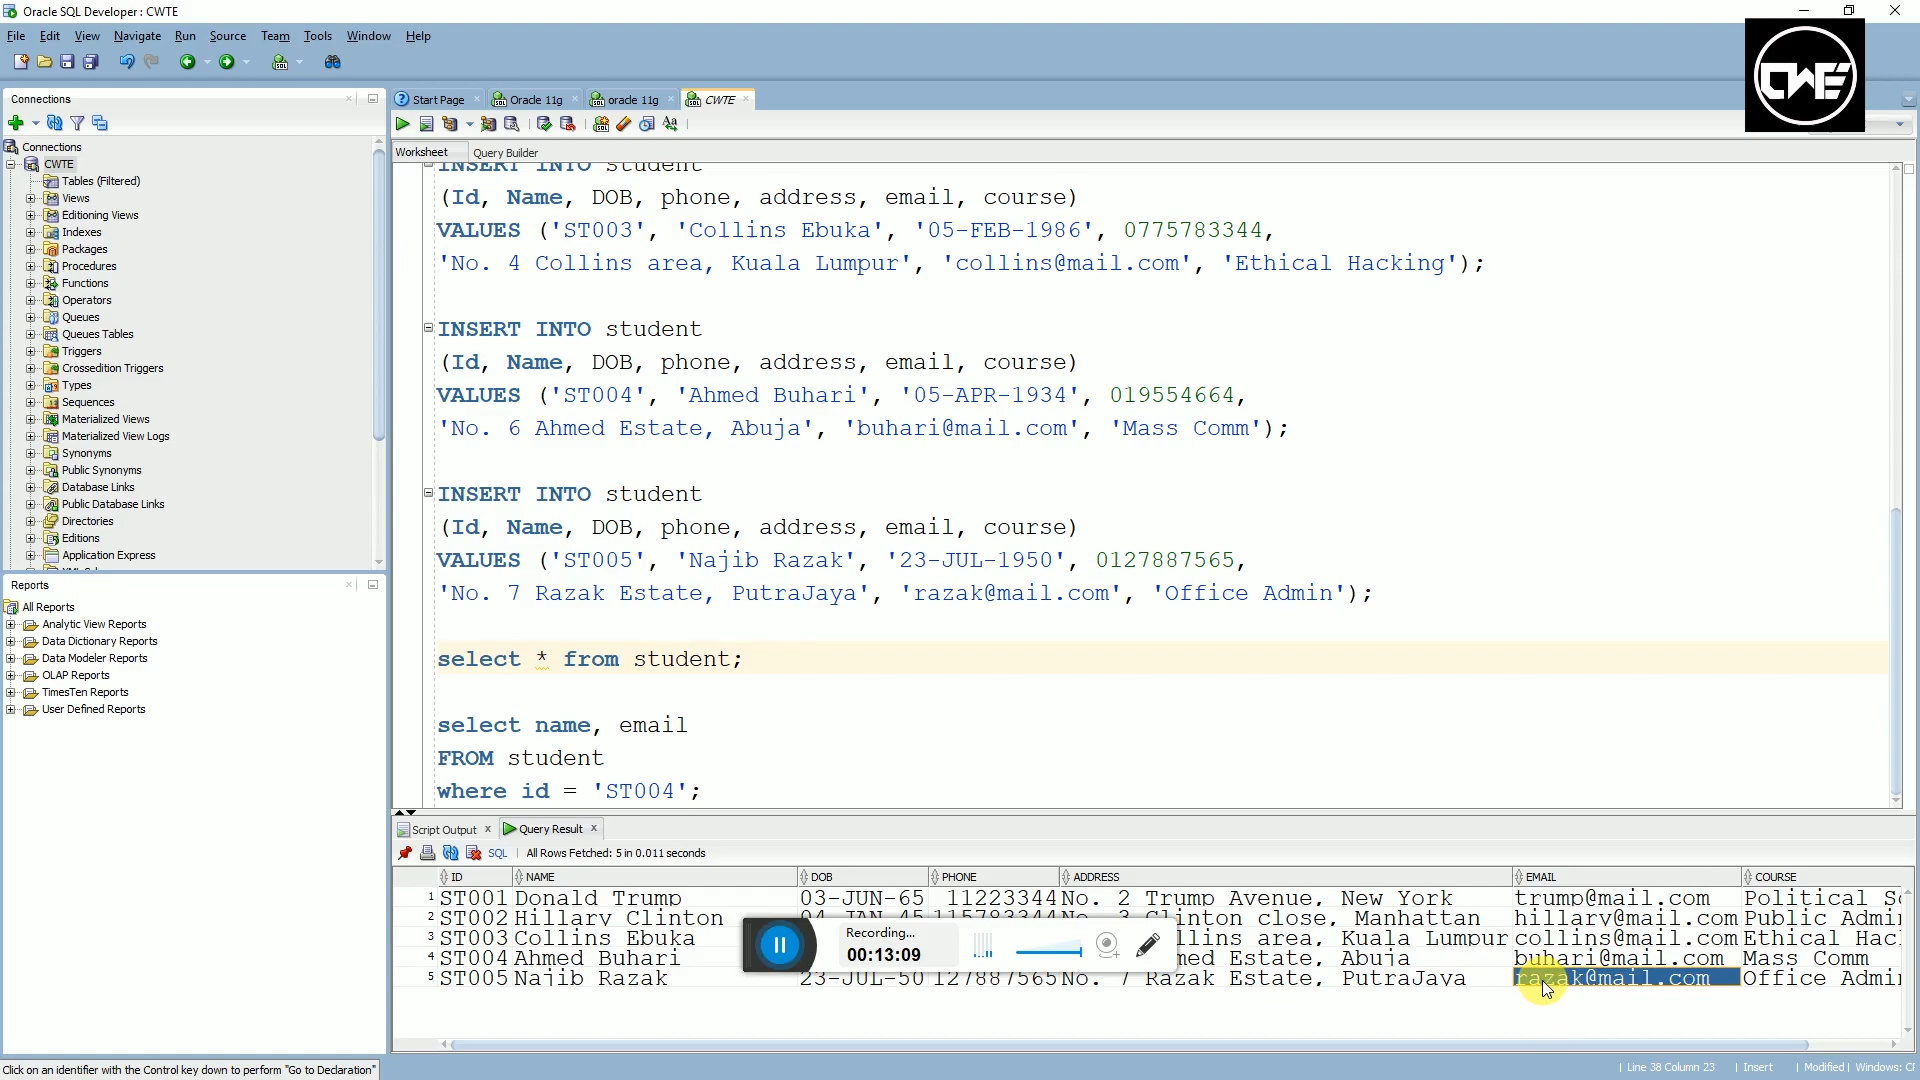 Oracle SQL Developer : CWTE
File Edit View Navigate Run Source Team Tools Window Help
CWE
Connections
Start Page
Oracle 11g
oracle 11g
CWTE
Worksheet
Query Builder
Connections
CWTE
Tables (Filtered)
Views
Editioning Views
Indexes
Packages
Procedures
Functions
Operators
Queues
Queues Tables
Triggers
Crossedition Triggers
Types
Sequences
Materialized Views
Materialized View Logs
Synonyms
Public Synonyms
Database Links
Public Database Links
Directories
Editions
Application Express
INSERT INTO student
(Id, Name, DOB, phone, address, email, course)
VALUES ('ST003', 'Collins Ebuka', '05-FEB-1986', 0775783344,
'No. 4 Collins area, Kuala Lumpur', 'collins@mail.com', 'Ethical Hacking');
INSERT INTO student
(Id, Name, DOB, phone, address, email, course)
VALUES ('ST004', 'Ahmed Buhari', '05-APR-1934', 019554664,
'No. 6 Ahmed Estate, Abuja', 'buhari@mail.com', 'Mass Comm');
INSERT INTO student
(Id, Name, DOB, phone, address, email, course)
VALUES ('ST005', 'Najib Razak', '23-JUL-1950', 0127887565,
'No. 7 Razak Estate, PutraJaya', 'razak@mail.com', 'Office Admin');
select * from student;
select name, email
FROM student
where id = 'ST004';
Reports
All Reports
Analytic View Reports
Data Dictionary Reports
Data Modeler Reports
OLAP Reports
TimesTen Reports
User Defined Reports
Script Output
Query Result
SQL All Rows Fetched: 5 in 0.011 seconds
ID NAME DOB PHONE ADDRESS EMAIL COURSE
1 ST001 Donald Trump 03-JUN-65 11223344 No. 2 Trump Avenue, New York trump@mail.com Political
2 ST002 Hillary Clinton 04-JAN-45 115783344 No. 3 Clinton close, Manhattan hillary@mail.com Public Admi
3 ST003 Collins Ebuka llins area, Kuala Lumpur collins@mail.com Ethical Hac
4 ST004 Ahmed Buhari med Estate, Abuja buhari@mail.com Mass Comm
5 ST005 Najib Razak 23-JUL-50 127887565 No. 7 Razak Estate, PutraJaya razak@mail.com Office Admi
Recording...
00:13:09
Click on an identifier with the Control key down to perform "Go to Declaration"
Line 38 Column 23 Insert Modified Windows: CF